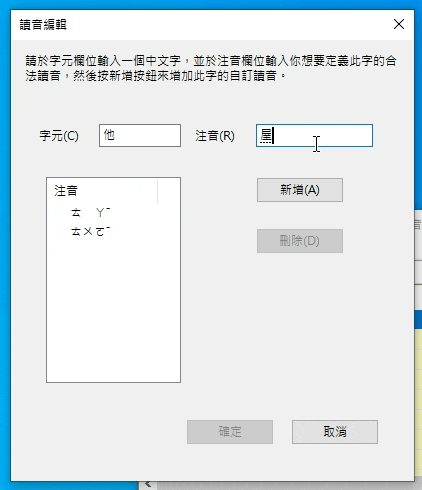 讀音編輯
請於字元欄位輸入一個中文字，並於注音欄位輸入你想要定義此字的合
法讀音，然後按新增按鈕來增加此字的自訂讀音。
字元(C) 他 注音(R) 屋
注音
ㄊ ㄚˉ
ㄊㄨㄛˉ
新增(A)
刪除(D)
確定 取消